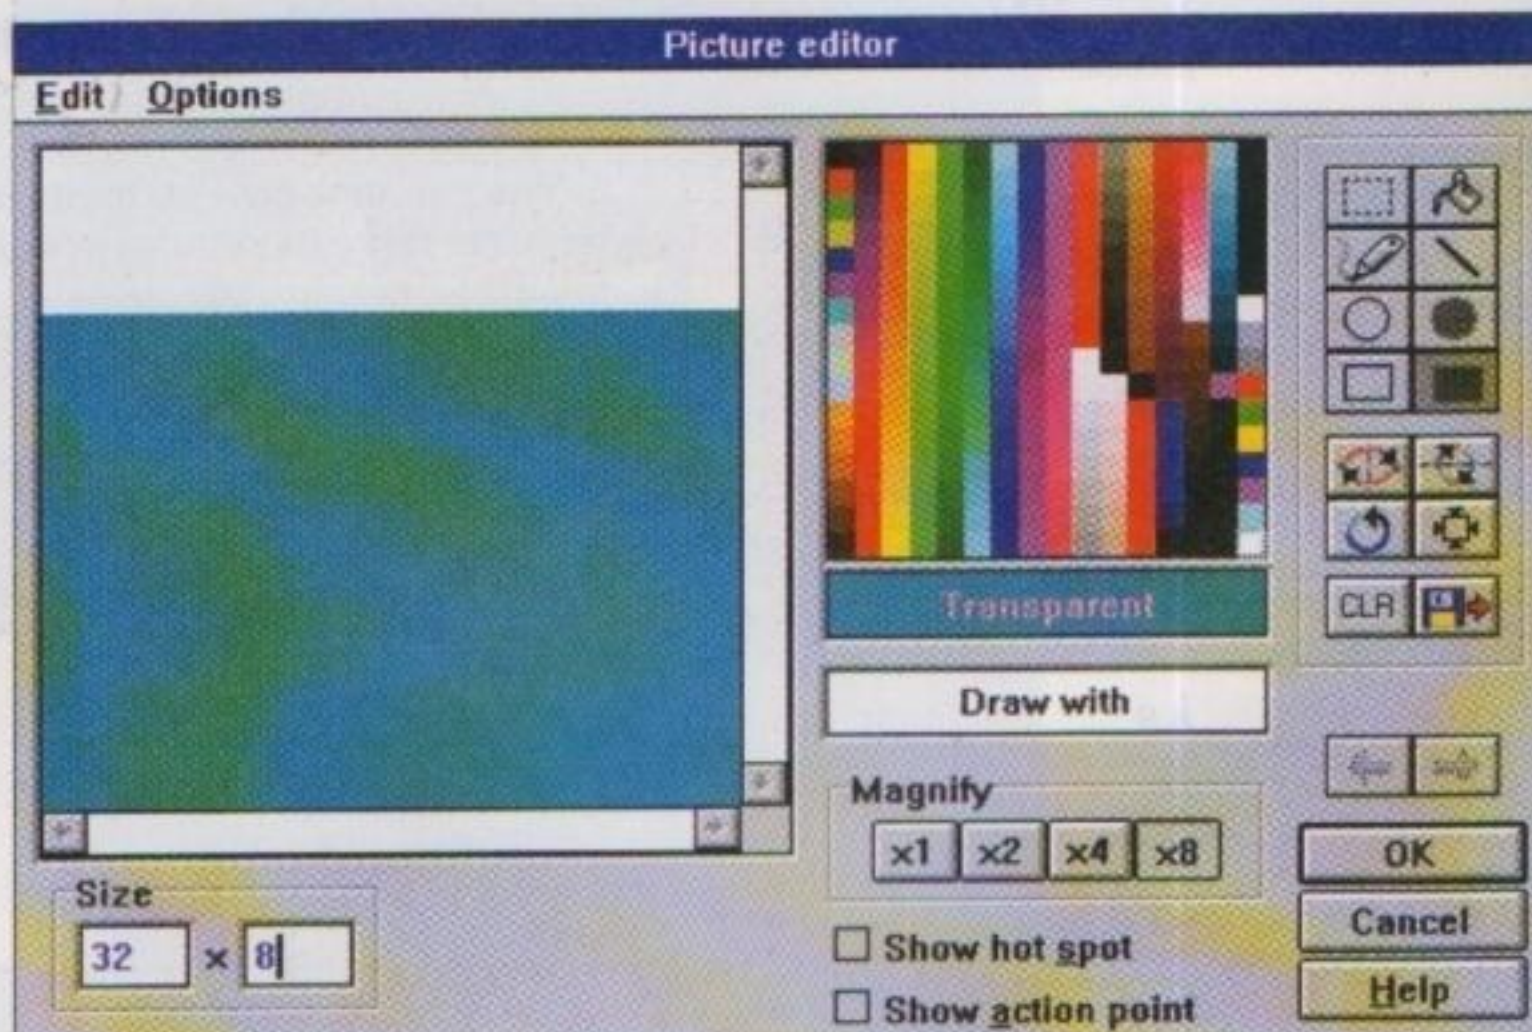 Picture editor
Edit Options
Transparent
CLR
Draw with
Magnify
x1 x2 x4 x8
OK
Size
32 x 8
Cancel
Show hot spot
Help
Show action point